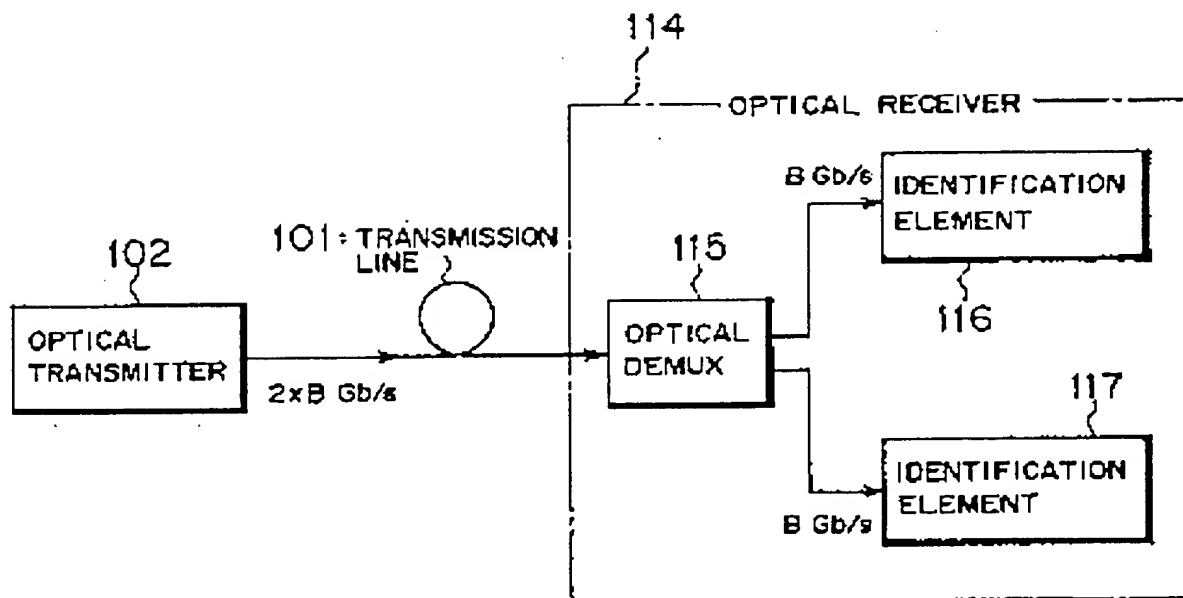 114
OPTICAL RECEIVER
B Gb/s
IDENTIFICATION
ELEMENT
116
101: TRANSMISSION
LINE
115
OPTICAL
DEMUX
102
OPTICAL
TRANSMITTER
2×B Gb/s
117
IDENTIFICATION
ELEMENT
B Gb/s